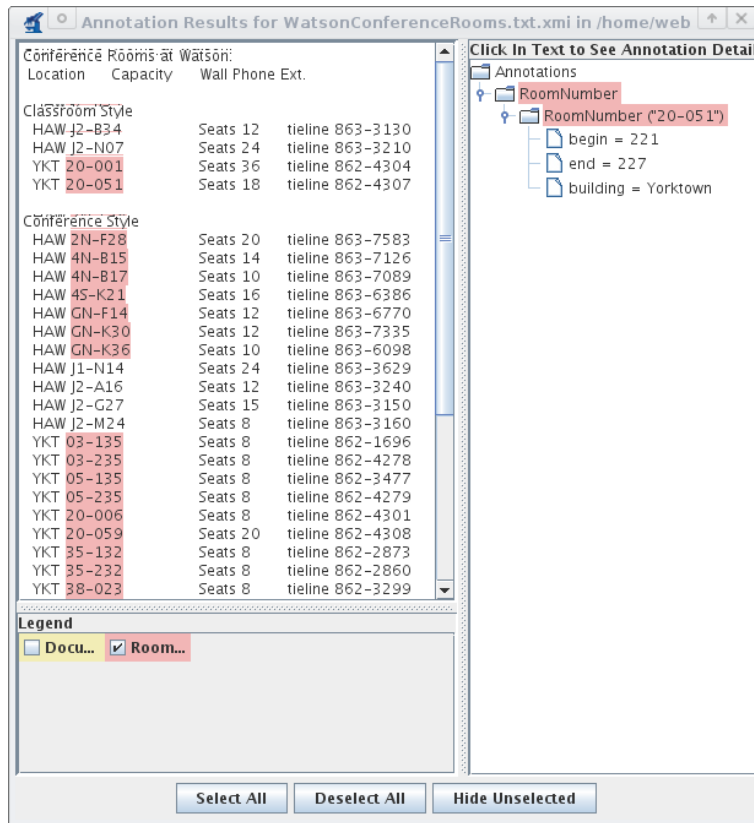 Annotation Results for WatsonConferenceRooms.txt.xmi in /home/web
Conference Rooms at Watson:
Location Capacity Wall Phone Ext.
Classroom Style
HAW J2-B34 Seats 12 tieline 863-3130
HAW J2-N07 Seats 24 tieline 863-3210
YKT 20-001 Seats 36 tieline 862-4304
YKT 20-051 Seats 18 tieline 862-4307
Conference Style
HAW 2N-F28 Seats 20 tieline 863-7583
HAW 4N-B15 Seats 14 tieline 863-7126
HAW 4N-B17 Seats 10 tieline 863-7089
HAW 4S-K21 Seats 16 tieline 863-6386
HAW GN-F14 Seats 12 tieline 863-6770
HAW GN-K30 Seats 12 tieline 863-7335
HAW GN-K36 Seats 10 tieline 863-6098
HAW J1-N14 Seats 24 tieline 863-3629
HAW J2-A16 Seats 12 tieline 863-3240
HAW J2-G27 Seats 15 tieline 863-3150
HAW J2-M24 Seats 8 tieline 863-3160
YKT 03-135 Seats 8 tieline 862-1696
YKT 03-235 Seats 8 tieline 862-4278
YKT 05-135 Seats 8 tieline 862-3477
YKT 05-235 Seats 8 tieline 862-4279
YKT 20-006 Seats 8 tieline 862-4301
YKT 20-059 Seats 20 tieline 862-4308
YKT 35-132 Seats 8 tieline 862-2873
YKT 35-232 Seats 8 tieline 862-2860
YKT 38-023 Seats 8 tieline 862-3299
Click In Text to See Annotation Detai
Annotations
RoomNumber
RoomNumber ("20-051")
begin = 221
end = 227
building = Yorktown
Legend
Docu... Room...
Select All Deselect All Hide Unselected